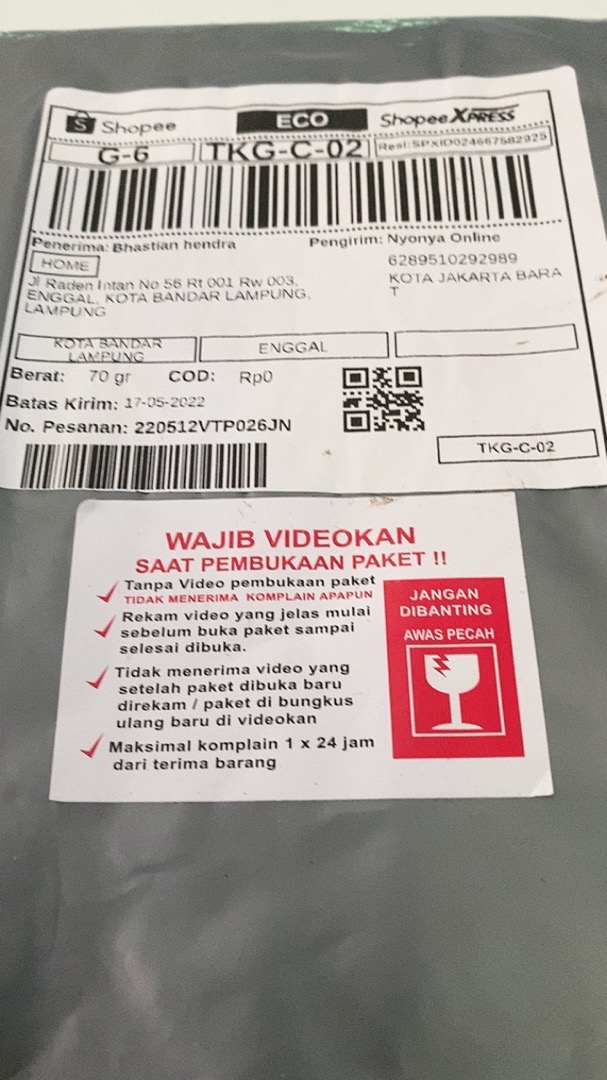 Shopee
ECO
Shopee XPRESS
G-6
TKG-C-02
Resi: SPXID024667582925
Penerima: Bhastian hendra
Pengirim: Nyonya Online
HOME
6289510292989
Jl Raden Intan No 56 Rt 001 Rw 003,
ENGGAL, KOTA BANDAR LAMPUNG,
LAMPUNG
KOTA JAKARTA BARA
T
KOTA BANDAR
LAMPUNG
ENGGAL
Berat: 70 gr COD: Rp0
Batas Kirim: 17-05-2022
No. Pesanan: 220512VTP026JN
TKG-C-02
WAJIB VIDEOKAN
SAAT PEMBUKAAN PAKET !!
Tanpa Video pembukaan paket
TIDAK MENERIMA KOMPLAIN APAPUN
Rekam video yang jelas mulai
sebelum buka paket sampai
selesai dibuka.
Tidak menerima video yang
setelah paket dibuka baru
direkam / paket di bungkus
ulang baru di videokan
Maksimal komplain 1 x 24 jam
dari terima barang
JANGAN
DIBANTING
AWAS PECAH